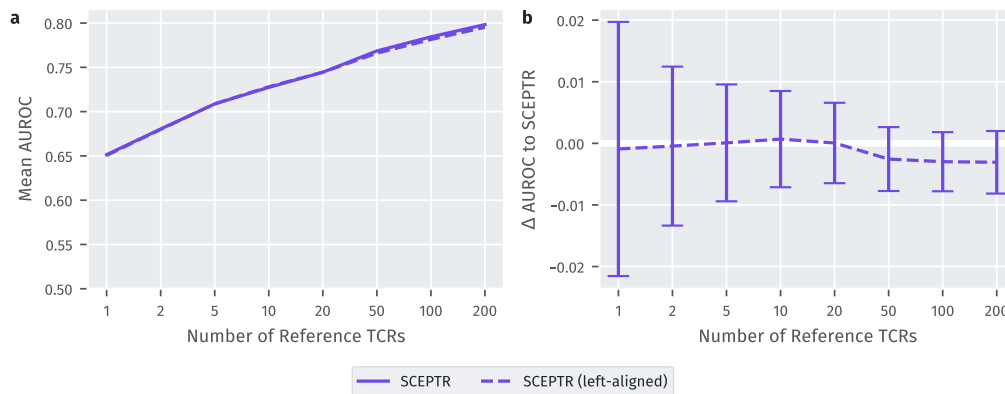 a
0.80
0.75
0.70
0.65
0.60
0.55
0.50
Mean AUROC
1 2 5 10 20 50 100 200
Number of Reference TCRs
b
0.02
0.01
0.00
−0.01
−0.02
Δ AUROC to SCEPTR
1 2 5 10 20 50 100 200
Number of Reference TCRs
SCEPTR SCEPTR (left-aligned)